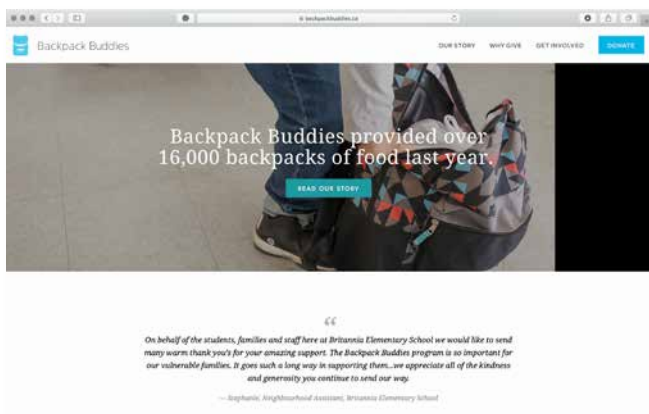 backpackbuddies.ca
Backpack Buddies
OUR STORY WHY GIVE GET INVOLVED DONATE
Backpack Buddies provided over
16,000 backpacks of food last year.
READ OUR STORY
“
On behalf of the students, families and staff here at Britannia Elementary School we would like to send
many warm thank you's for your amazing support. The Backpack Buddies program is so important for
our vulnerable families. It goes such a long way in supporting them...we appreciate all of the kindness
and generosity you continue to send our way.
— Stephanie, Neighbourhood Assistant, Britannia Elementary School